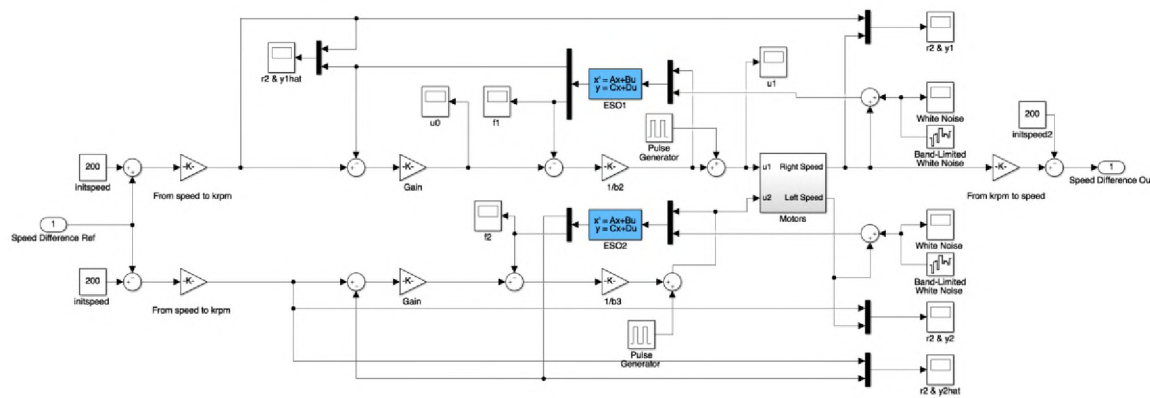 r2 & y1
r2 & y1hat
x' = Ax+Bu
y = Cx+Du
ESO1
u1
u0
f1
White Noise
200
initspeed2
Pulse
Generator
Band-Limited
White Noise
200
initspeed
-K-
From speed to krpm
-K-
Gain
-K-
1/b2
u1 Right Speed
u2 Left Speed
Motors
-K-
From krpm to speed
1
Speed Difference Ou
1
Speed Difference Ref
f2
x' = Ax+Bu
y = Cx+Du
ESO2
White Noise
200
initspeed
-K-
From speed to krpm
-K-
Gain
-K-
1/b3
Band-Limited
White Noise
Pulse
Generator
r2 & y2
r2 & y2hat